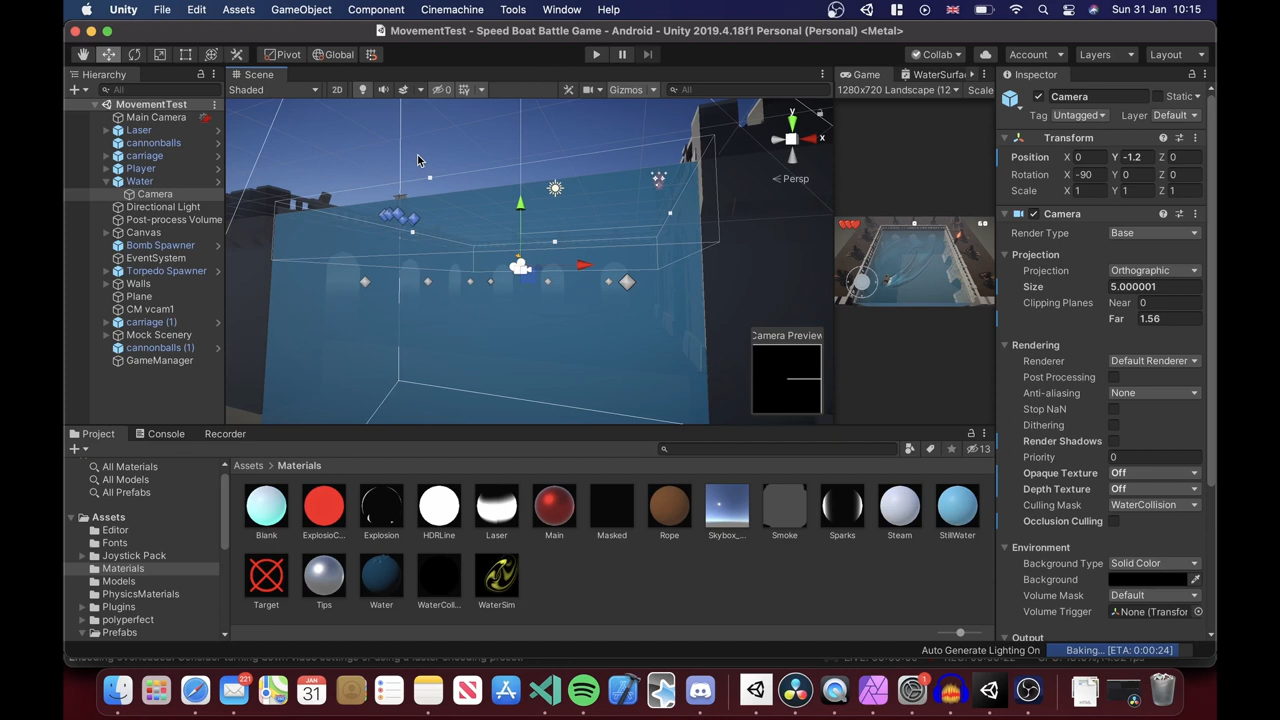 Unity File Edit Assets GameObject Component Cinemachine Tools Window Help Sun 31 Jan 10:15
MovementTest - Speed Boat Battle Game - Android - Unity 2019.4.18f1 Personal (Personal) <Metal>
Pivot Global Collab Account Layers Layout
Hierarchy
All
MovementTest
Main Camera
Laser
cannonballs
carriage
Player
Water
Camera
Directional Light
Post-process Volume
Canvas
Bomb Spawner
EventSystem
Torpedo Spawner
Walls
Plane
CM vcam1
carriage (1)
Mock Scenery
cannonballs (1)
GameManager
Scene
Shaded 2D 0 Gizmos All
y
x
Persp
Camera Preview
Game WaterSurfa
1280x720 Landscape (12 Scale
Inspector
Camera Static
Tag Untagged Layer Default
Transform
Position X 0 Y -1.2 Z 0
Rotation X -90 Y 0 Z 0
Scale X 1 Y 1 Z 1
Camera
Render Type Base
Projection
Projection Orthographic
Size 5.000001
Clipping Planes Near 0
Far 1.56
Rendering
Renderer Default Renderer
Post Processing
Anti-aliasing None
Stop NaN
Dithering
Render Shadows
Priority 0
Opaque Texture Off
Depth Texture Off
Culling Mask WaterCollision
Occlusion Culling
Environment
Background Type Solid Color
Background
Volume Mask Default
Volume Trigger None (Transfor
Output
Project Console Recorder
13
All Materials
All Models
All Prefabs
Assets
Editor
Fonts
Joystick Pack
Materials
Models
PhysicsMaterials
Plugins
polyperfect
Prefabs
Assets Materials
Blank ExplosioC... Explosion HDRLine Laser Main Masked Rope Skybox_... Smoke Sparks Steam StillWater
Target Tips Water WaterColl... WaterSim
Auto Generate Lighting On Baking... [ETA: 0:00:24]
221
JAN
31
1